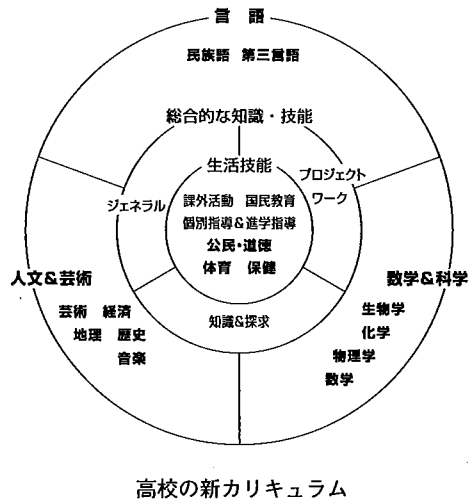 言語
民族語 第三言語
総合的な知識・技能
生活技能
プロジェクト
ワーク
ジェネラル
課外活動 国民教育
個別指導&進学指導
公民・道徳
体育 保健
知識&探求
人文&芸術
芸術 経済
地理 歴史
音楽
数学&科学
生物学
化学
物理学
数学
高校の新カリキュラム